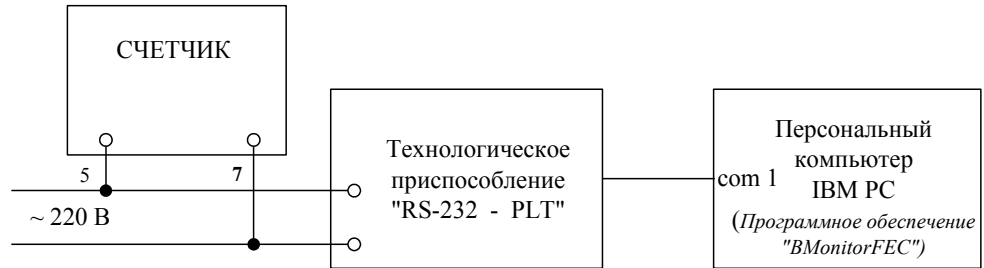 СЧЕТЧИК
5
7
~ 220 В
Технологическое
приспособление
"RS-232 - PLT"
com 1
Персональный
компьютер
IBM PC
(Программное обеспечение
"BMonitorFEC")